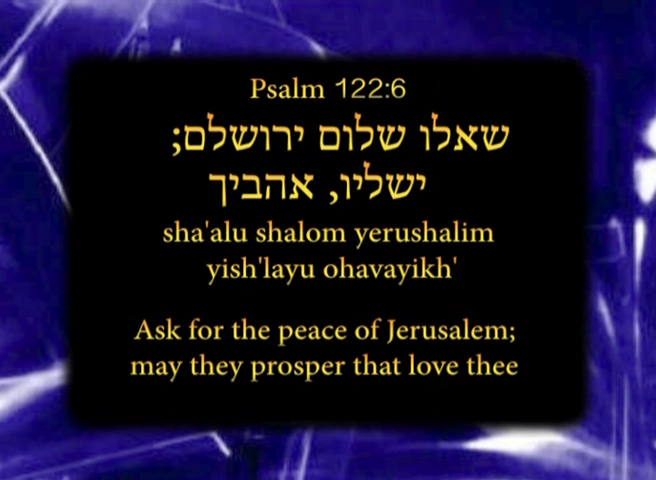 Psalm 122:6
שאלו שלום ירושלם;
ישליו, אהביך
sha'alu shalom yerushalim
yish'layu ohavayikh'
Ask for the peace of Jerusalem;
may they prosper that love thee